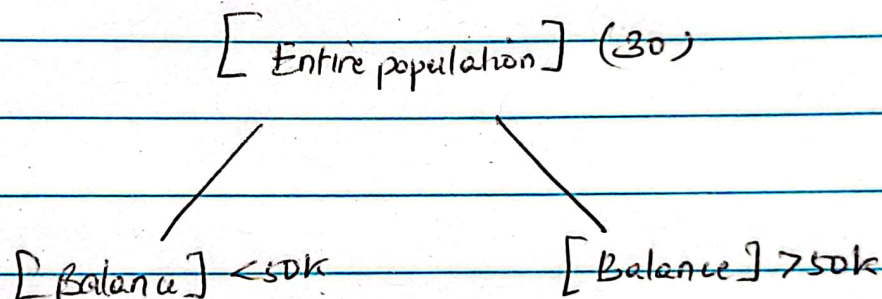 [Entire population] (30)
[Balance] <50K
[Balance] >50K